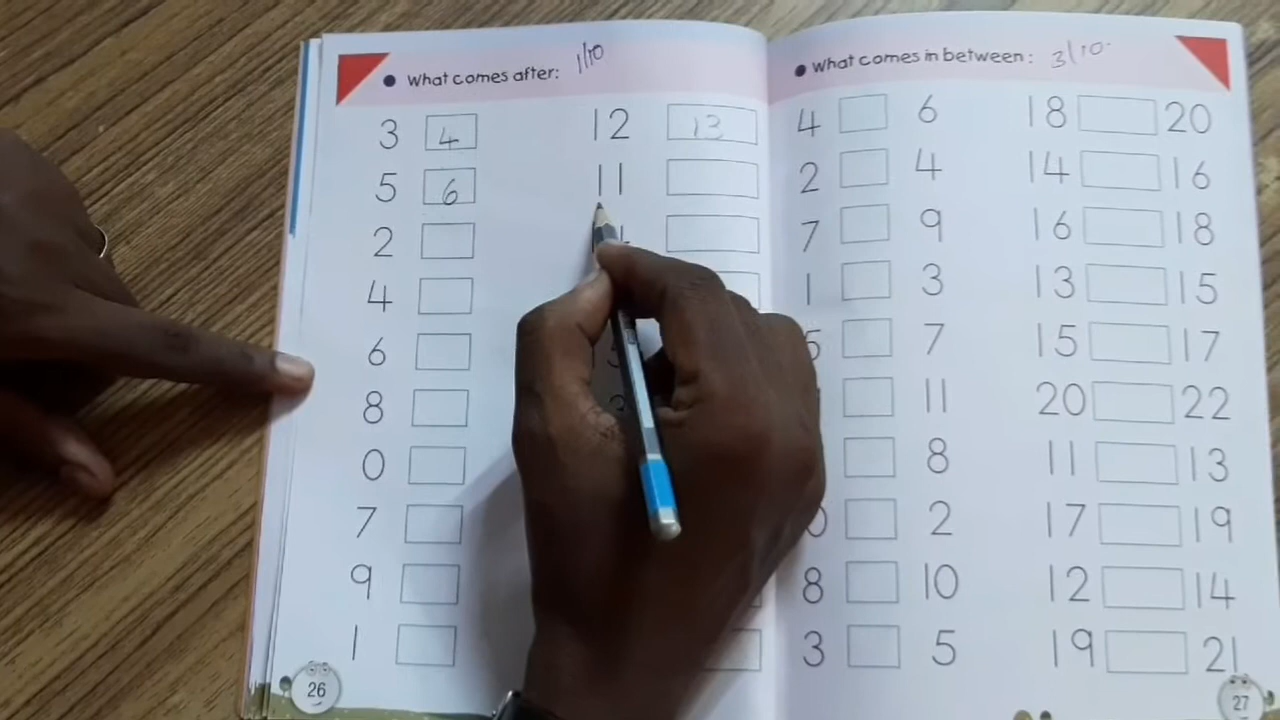 What comes after: 1/10
3 4 12 13
5 6 11
2
4
6
8
0
7
9
1
26
What comes in between: 3/10
4 6 18 20
2 4 14 16
7 9 16 18
1 3 13 15
5 7 15 17
11 20 22
8 11 13
0 2 17 19
8 10 12 14
3 5 19 21
27